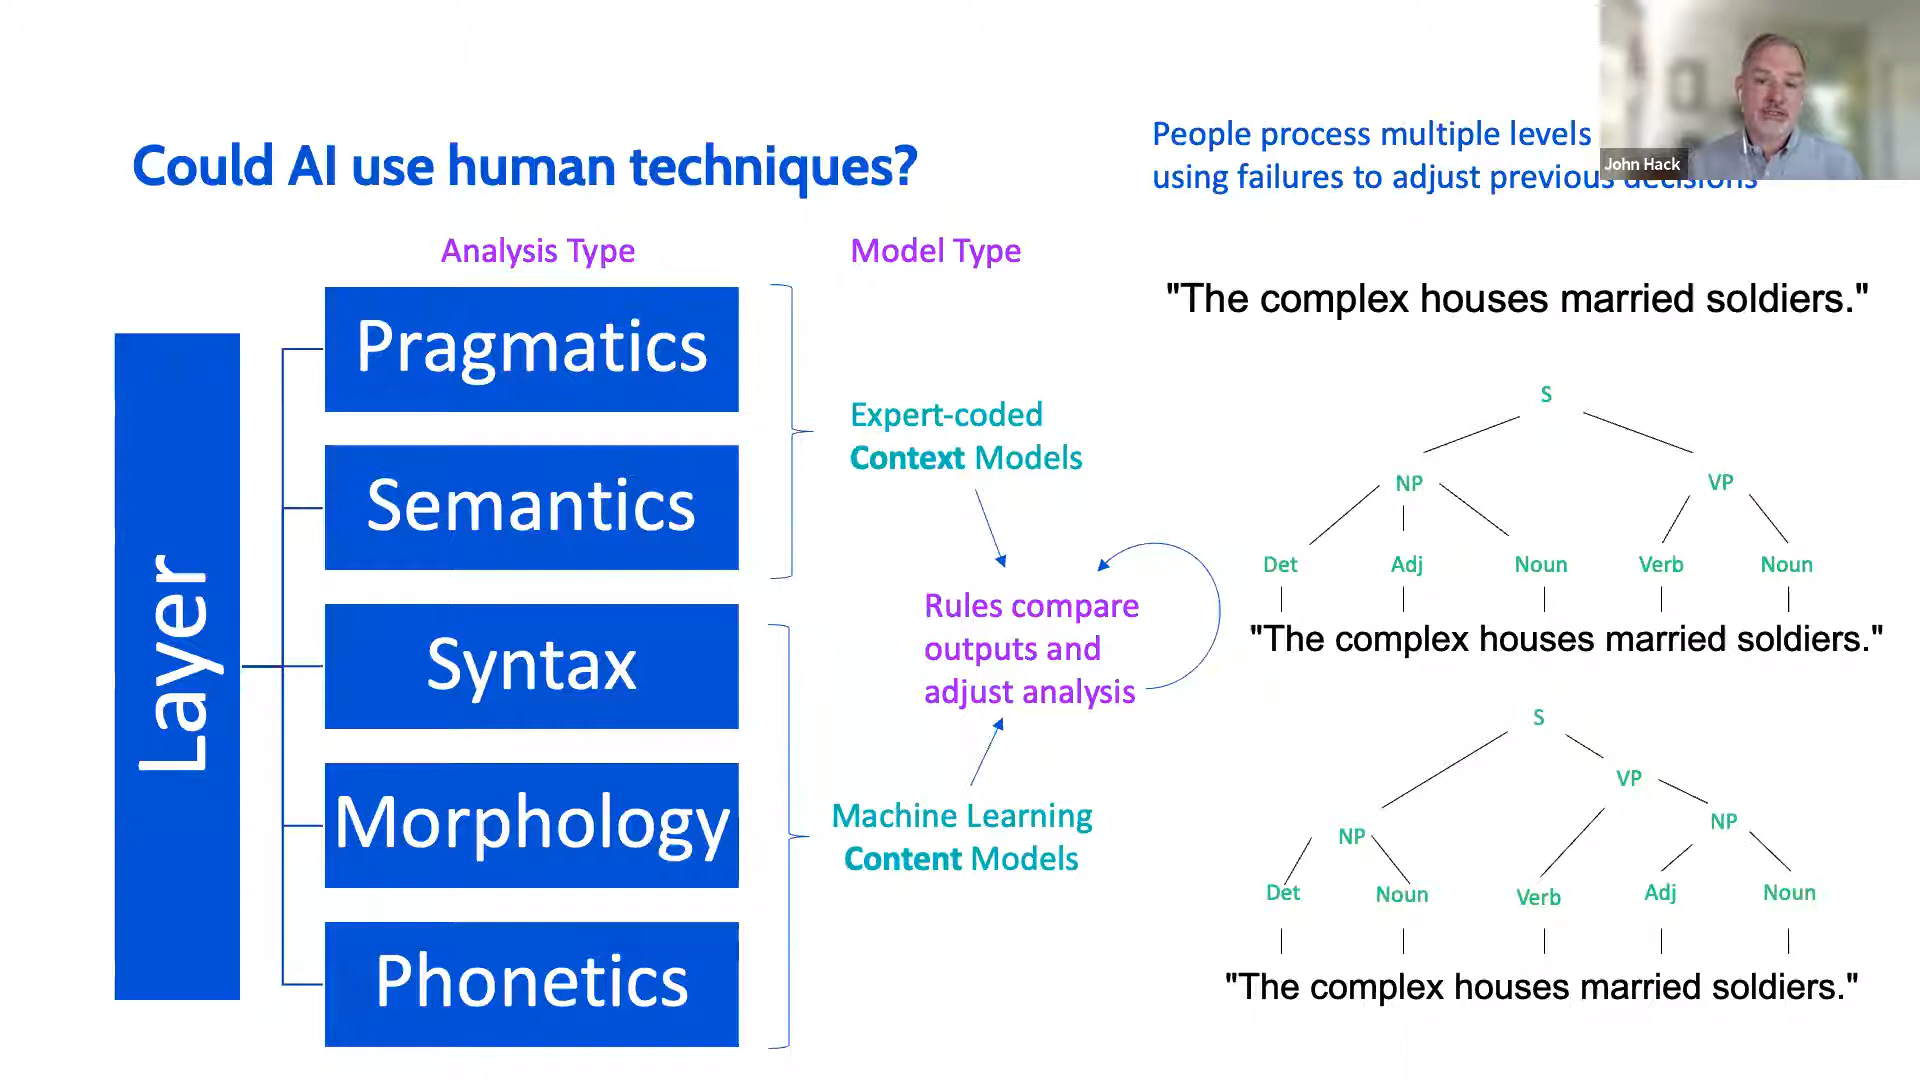 Could AI use human techniques?
People process multiple levels
using failures to adjust previous decisions
John Hack
Analysis Type
Model Type
Layer
Pragmatics
Semantics
Syntax
Morphology
Phonetics
Expert-coded
Context Models
Rules compare
outputs and
adjust analysis
Machine Learning
Content Models
"The complex houses married soldiers."
S
NP VP
Det Adj Noun Verb Noun
"The complex houses married soldiers."
S
VP
NP NP
Det Noun Verb Adj Noun
"The complex houses married soldiers."